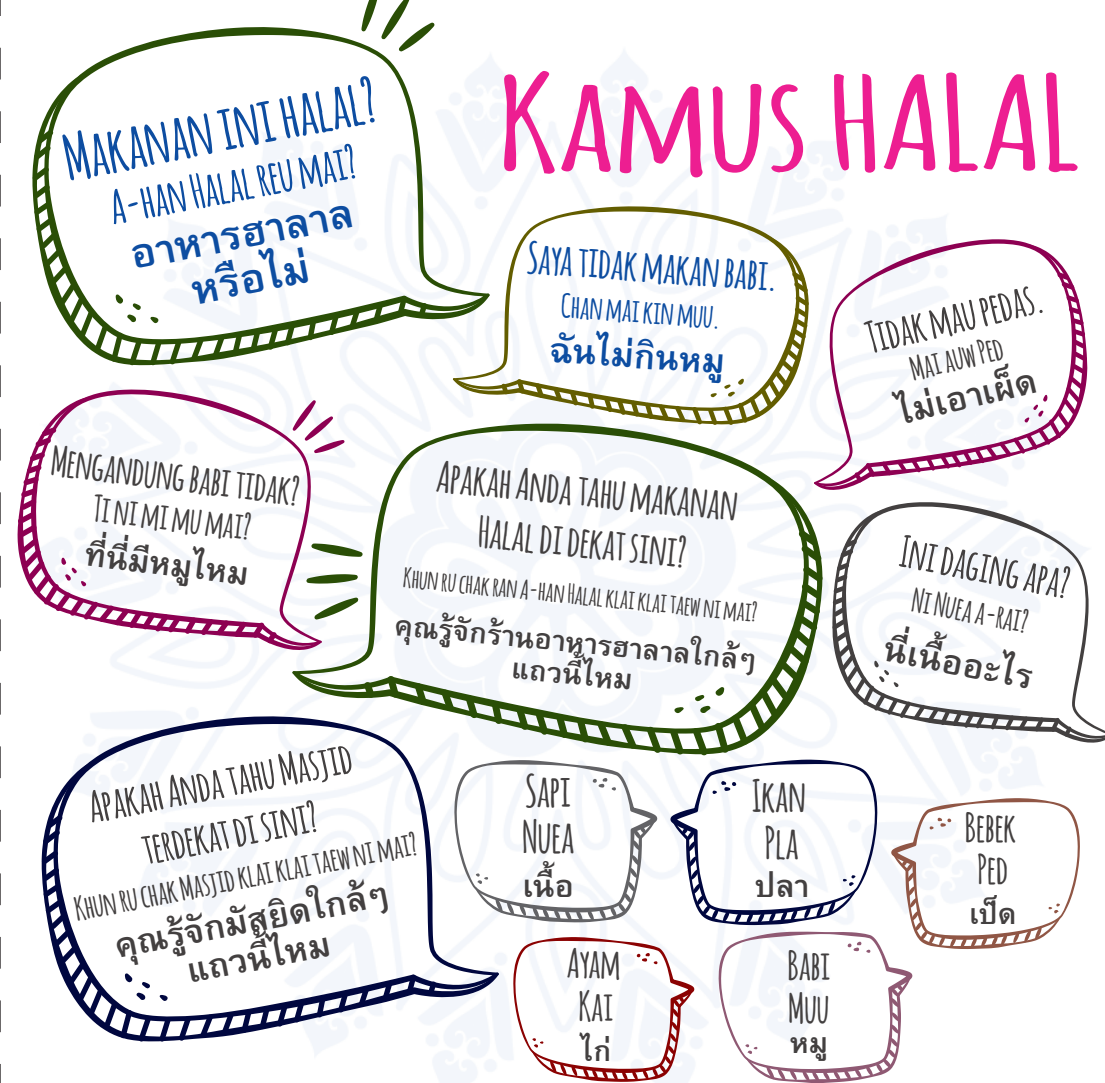 KAMUS HALAL
MAKANAN INI HALAL?
A-HAN HALAL REU MAI?
อาหารฮาลาล
หรือไม่
SAYA TIDAK MAKAN BABI.
CHAN MAI KIN MUU.
ฉันไม่กินหมู
TIDAK MAU PEDAS.
MAI AUW PED
ไม่เอาเผ็ด
MENGANDUNG BABI TIDAK?
TI NI MI MU MAI?
ที่นี่มีหมูไหม
APAKAH ANDA TAHU MAKANAN
HALAL DI DEKAT SINI?
KHUN RU CHAK RAN A-HAN HALAL KLAI KLAI TAEW NI MAI?
คุณรู้จักร้านอาหารฮาลาลใกล้ๆ
แถวนี้ไหม
INI DAGING APA?
NI NUEA A-RAI?
นี่เนื้ออะไร
APAKAH ANDA TAHU MASJID
TERDEKAT DI SINI?
KHUN RU CHAK MASJID KLAI KLAI TAEW NI MAI?
คุณรู้จักมัสยิดใกล้ๆ
แถวนี้ไหม
SAPI
NUEA
เนื้อ
IKAN
PLA
ปลา
BEBEK
PED
เป็ด
AYAM
KAI
ไก่
BABI
MUU
หมู